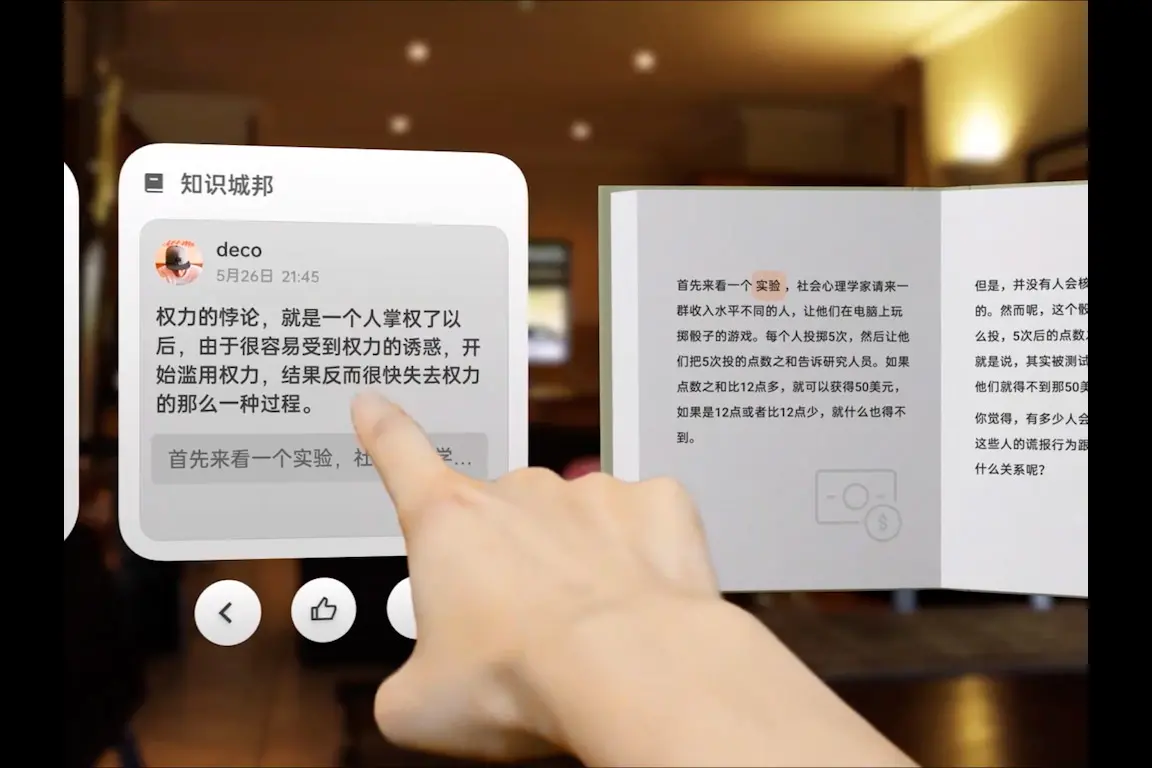 知识城邦
deco
5月26日 21:45
权力的悖论，就是一个人掌权了以
后，由于很容易受到权力的诱惑，开
始滥用权力，结果反而很快失去权力
的那么一种过程。
首先来看一个实验，社 学...
首先来看一个 实验 ，社会心理学家请来一
群收入水平不同的人，让他们在电脑上玩
掷骰子的游戏。每个人投掷5次，然后让他
们把5次投的点数之和告诉研究人员。如果
点数之和比12点多，就可以获得50美元，
如果是12点或者比12点少，就什么也得不
到。
$
但是，并没有人会核
的。然而呢，这个骰
么投，5次后的点数
就是说，其实被测试
他们就得不到那50美
你觉得，有多少人会
这些人的谎报行为跟
什么关系呢？